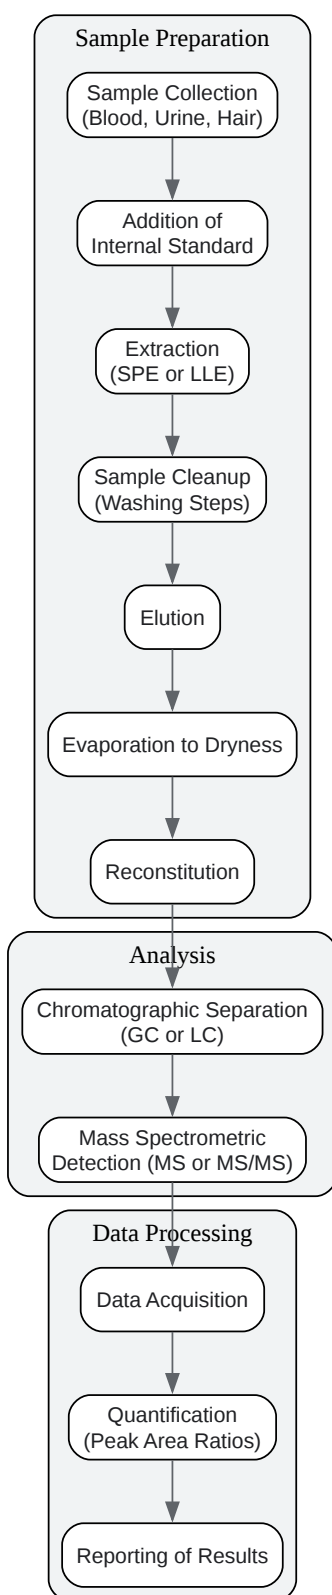 Sample Preparation
Sample Collection
(Blood, Urine, Hair)
Addition of
Internal Standard
Extraction
(SPE or LLE)
Sample Cleanup
(Washing Steps)
Elution
Evaporation to Dryness
Reconstitution
Analysis
Chromatographic Separation
(GC or LC)
Mass Spectrometric
Detection (MS or MS/MS)
Data Processing
Data Acquisition
Quantification
(Peak Area Ratios)
Reporting of Results